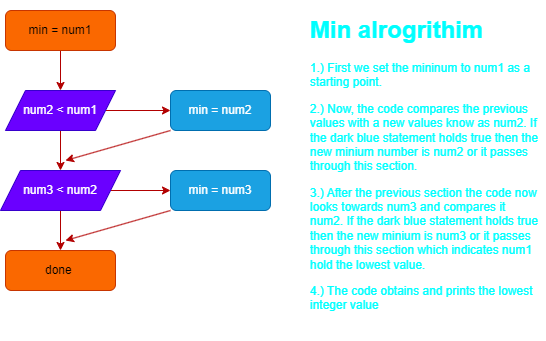 min = num1
num2 < num1
min = num2
num3 < num2
min = num3
done
Min alrogrithim
1.) First we set the mininum to num1 as a
starting point.
2.) Now, the code compares the previous
values with a new values know as num2. If
the dark blue statement holds true then the
new minium number is num2 or it passes
through this section.
3.) After the previous section the code now
looks towards num3 and compares it
num2. If the dark blue statement holds true
then the new minium is num3 or it passes
through this section which indicates num1
hold the lowest value.
4.) The code obtains and prints the lowest
integer value